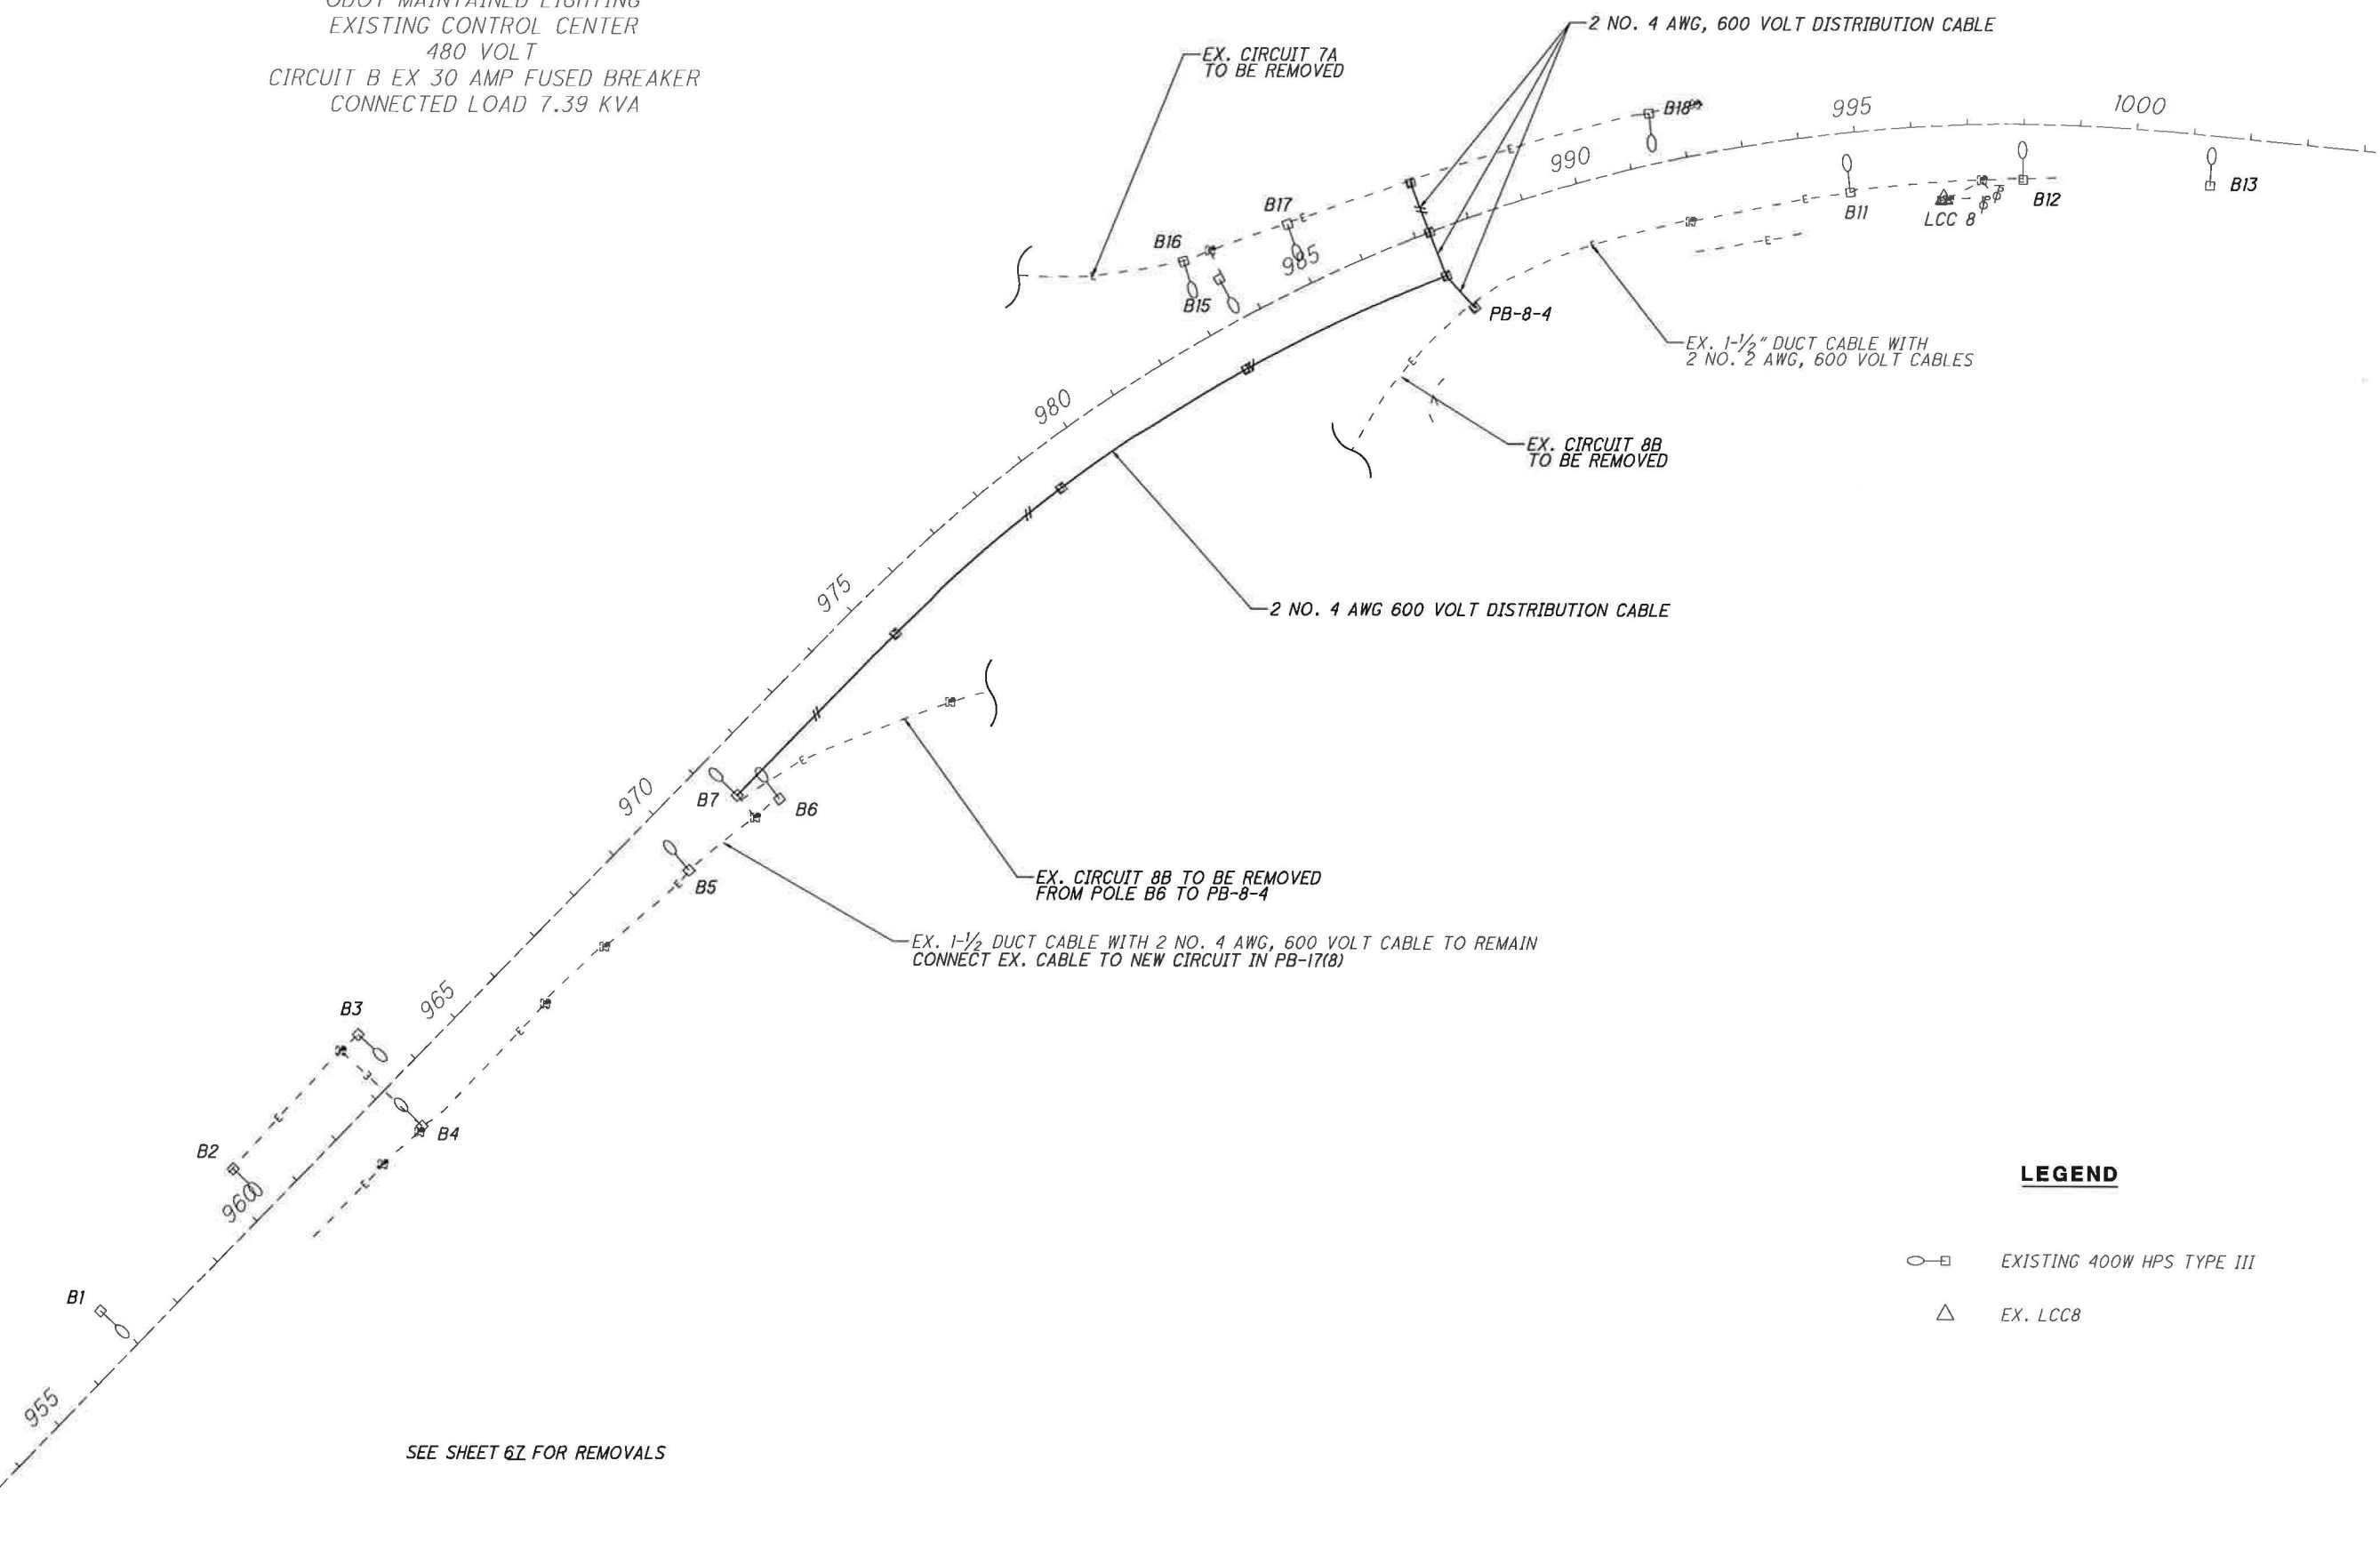 ODOT MAINTAINED LIGHTING
EXISTING CONTROL CENTER
480 VOLT
CIRCUIT B EX 30 AMP FUSED BREAKER
CONNECTED LOAD 7.39 KVA
2 NO. 4 AWG, 600 VOLT DISTRIBUTION CABLE
EX. CIRCUIT 7A
TO BE REMOVED
B18
995
1000
990
B17
B16
B15
985
B11
LCC 8
B12
B13
PB-8-4
EX. 1-1/2" DUCT CABLE WITH
2 NO. 2 AWG, 600 VOLT CABLES
980
EX. CIRCUIT 8B
TO BE REMOVED
975
2 NO. 4 AWG 600 VOLT DISTRIBUTION CABLE
970
B7
B6
B5
EX. CIRCUIT 8B TO BE REMOVED
FROM POLE B6 TO PB-8-4
EX. 1-1/2 DUCT CABLE WITH 2 NO. 4 AWG, 600 VOLT CABLE TO REMAIN
CONNECT EX. CABLE TO NEW CIRCUIT IN PB-17(8)
965
B3
B4
B2
960
B1
955
SEE SHEET 67 FOR REMOVALS
LEGEND
EXISTING 400W HPS TYPE III
EX. LCC8